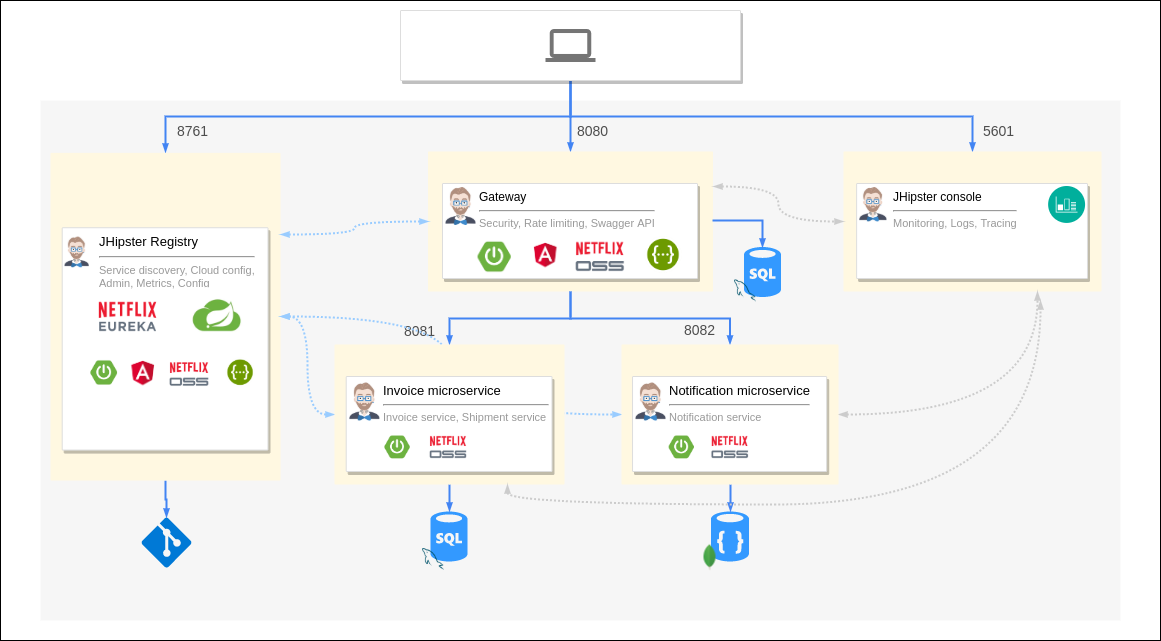 8761
8080
5601
Gateway
Security, Rate limiting, Swagger API
NETFLIX
OSS
{···}
JHipster console
Monitoring, Logs, Tracing
JHipster Registry
Service discovery, Cloud config,
Admin, Metrics, Config
NETFLIX
EUREKA
NETFLIX
OSS
{···}
SQL
8081
8082
Invoice microservice
Invoice service, Shipment service
NETFLIX
OSS
Notification microservice
Notification service
NETFLIX
OSS
SQL
{ }